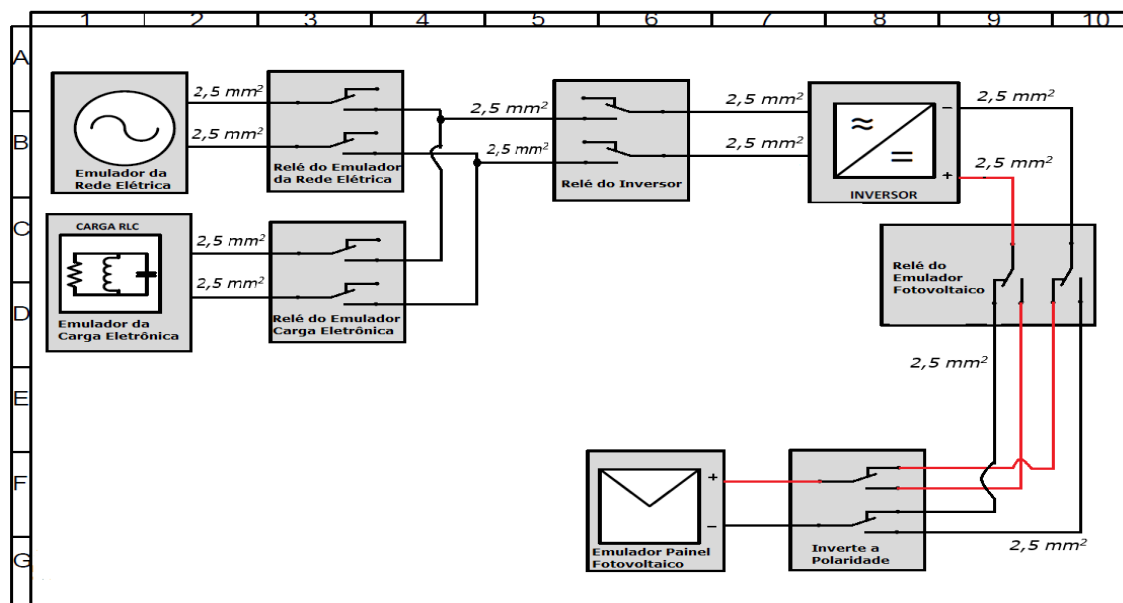 1 2 3 4 5 6 7 8 9 10
A
B
C
D
E
F
G
2,5 mm²
2,5 mm²
Emulador da
Rede Elétrica
Relé do Emulador
da Rede Elétrica
2,5 mm²
2,5 mm²
Relé do Inversor
2,5 mm²
2,5 mm²
≈
=
−
+
INVERSOR
2,5 mm²
2,5 mm²
CARGA RLC
Emulador da
Carga Eletrônica
2,5 mm²
2,5 mm²
Relé do Emulador
Carga Eletrônica
Relé do
Emulador
Fotovoltaico
2,5 mm²
+
−
Emulador Painel
Fotovoltaico
Inverte a
Polaridade
2,5 mm²